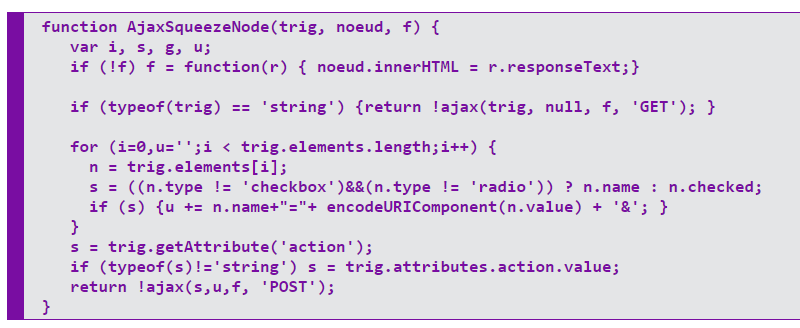 function AjaxSqueezeNode(trig, noeud, f) {
var i, s, g, u;
if (!f) f = function(r) { noeud.innerHTML = r.responseText;}
if (typeof(trig) == 'string') {return !ajax(trig, null, f, 'GET'); }
for (i=0,u='';i < trig.elements.length;i++) {
n = trig.elements[i];
s = ((n.type != 'checkbox')&&(n.type != 'radio')) ? n.name : n.checked;
if (s) {u += n.name+"="+ encodeURIComponent(n.value) + '&'; }
}
s = trig.getAttribute('action');
if (typeof(s)!='string') s = trig.attributes.action.value;
return !ajax(s,u,f, 'POST');
}